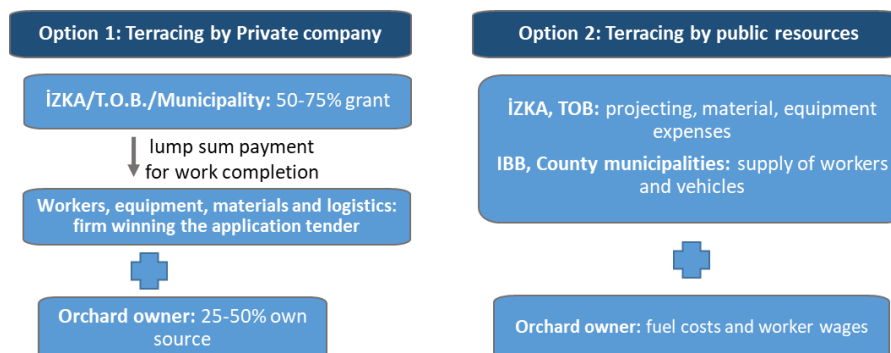 Option 1: Terracing by Private company
İZKA/T.O.B./Municipality: 50-75% grant
lump sum payment
for work completion
Workers, equipment, materials and logistics:
firm winning the application tender
Orchard owner: 25-50% own
source
Option 2: Terracing by public resources
İZKA, TOB: projecting, material, equipment
expenses
IBB, County municipalities: supply of workers
and vehicles
Orchard owner: fuel costs and worker wages